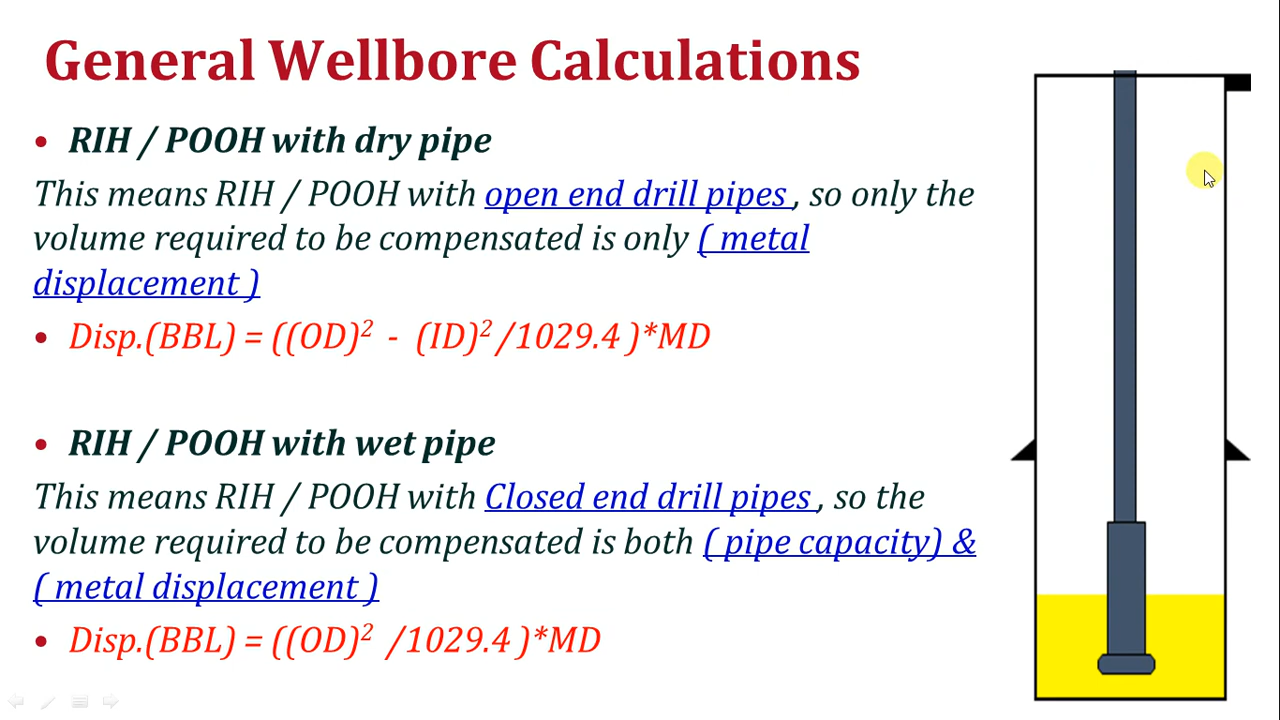 General Wellbore Calculations
• RIH / POOH with dry pipe
This means RIH / POOH with open end drill pipes , so only the
volume required to be compensated is only ( metal
displacement )
• Disp.(BBL) = ((OD)² - (ID)² /1029.4 )*MD
• RIH / POOH with wet pipe
This means RIH / POOH with Closed end drill pipes , so the
volume required to be compensated is both ( pipe capacity) &
( metal displacement )
• Disp.(BBL) = ((OD)² /1029.4 )*MD